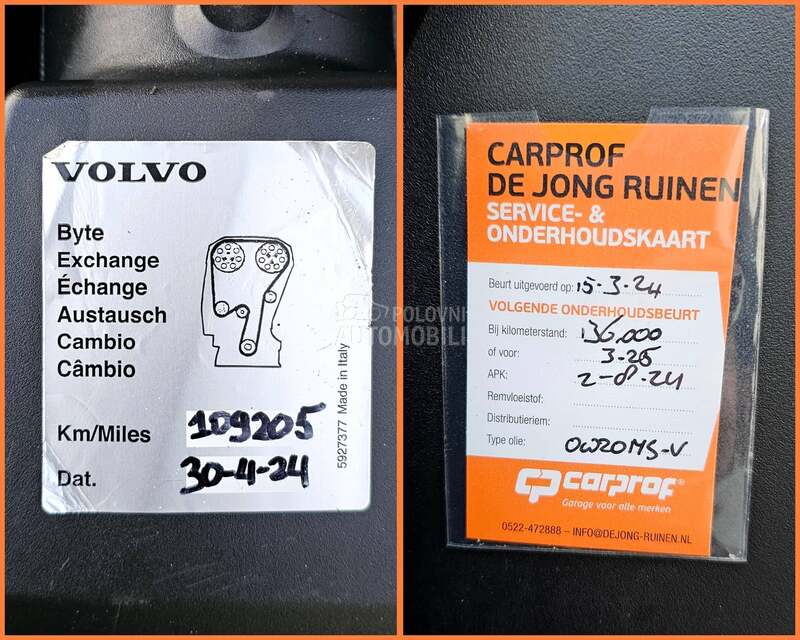 VOLVO
Byte
Exchange
Échange
Austausch
Cambio
Câmbio
Km/Miles 109205
Dat. 30-4-24
5927377 Made in Italy
POLOVNI
AUTOMOBILI
CARPROF
DE JONG RUINEN
SERVICE- &
ONDERHOUDSKAART
Beurt uitgevoerd op: 15-3-24
VOLGENDE ONDERHOUDSBEURT
Bij kilometerstand: 136.000
of voor: 3-25
APK: 2-8-24
Remvloeistof:
Distributieriem:
Type olie: 0W20MS-V
carprof®
Garage voor alle merken
0522-472888 – INFO@DEJONG-RUINEN.NL